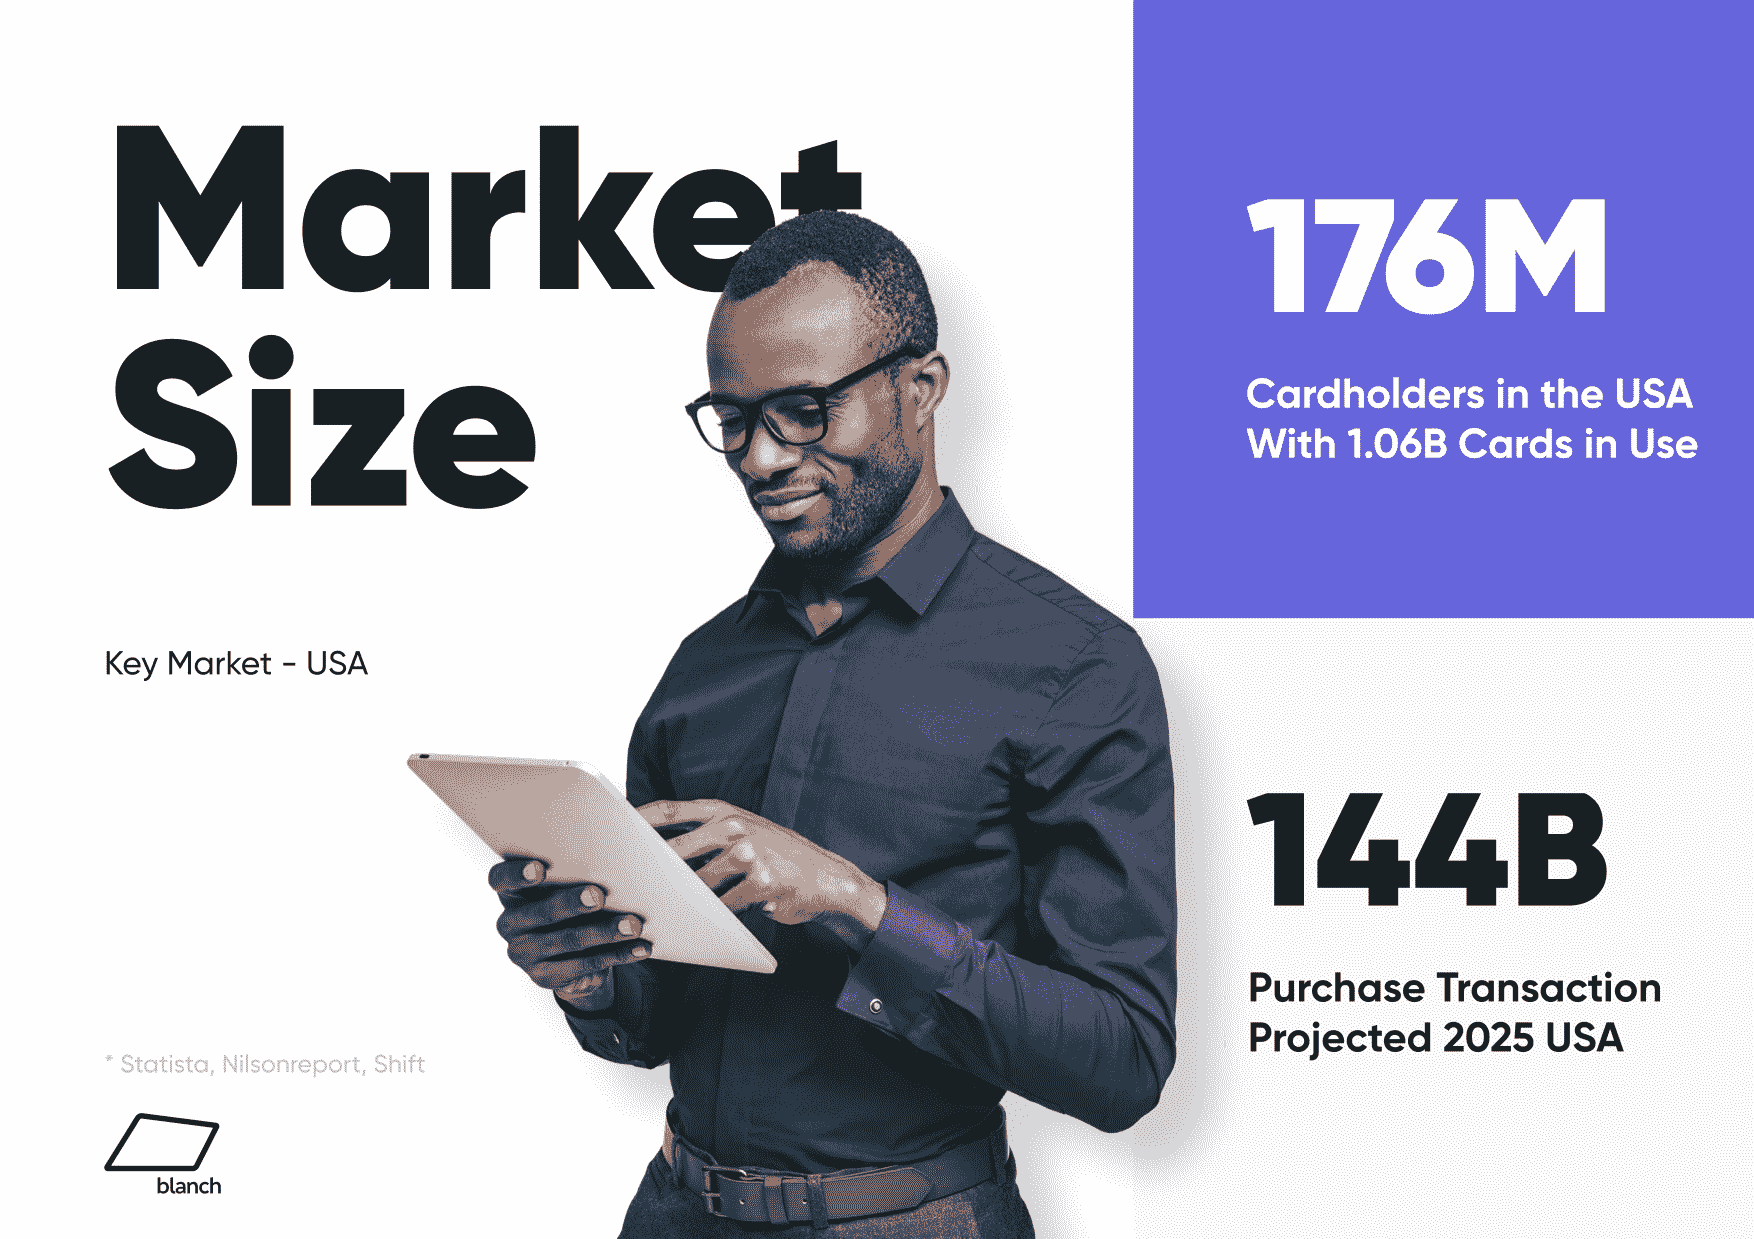 Market
Size
Key Market - USA
* Statista, Nilsonreport, Shift
blanch
176M
Cardholders in the USA
With 1.06B Cards in Use
144B
Purchase Transaction
Projected 2025 USA